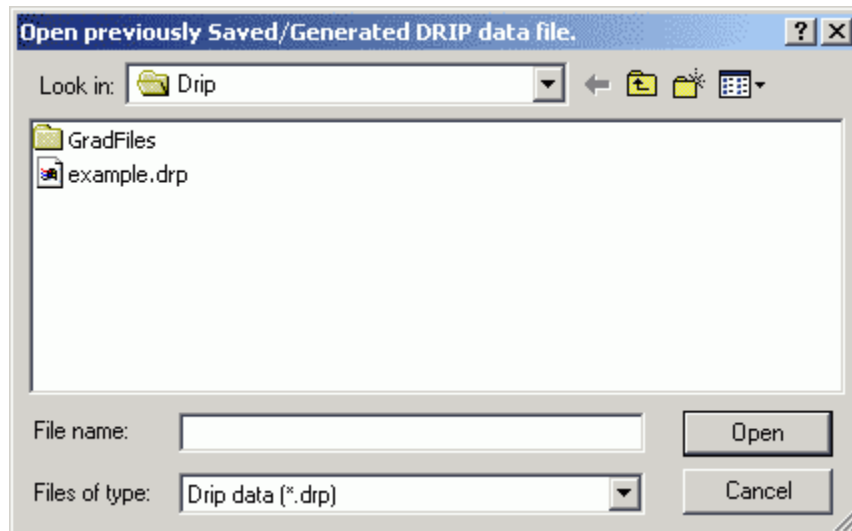 Open previously Saved/Generated DRIP data file.
Look in: Drip
GradFiles
example.drp
File name: Open
Files of type: Drip data (*.drp) Cancel